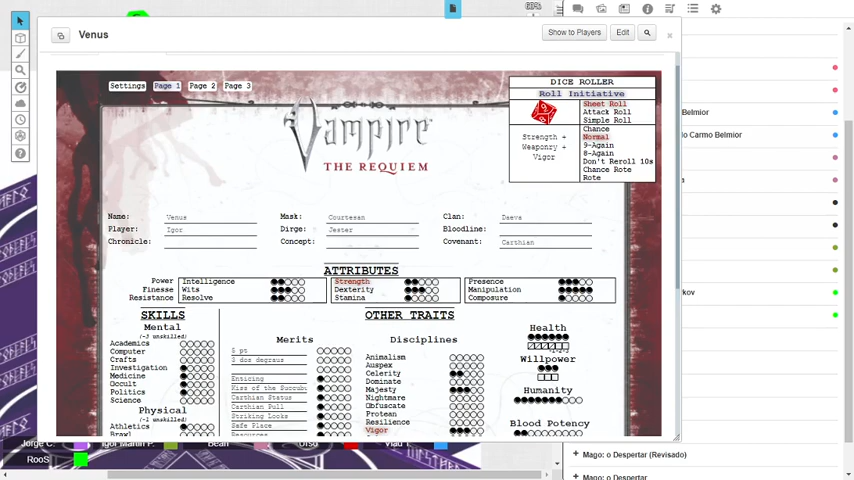 Venus
Show to Players
Edit
Settings
Page 1
Page 2
Page 3
DICE ROLLER
Roll Initiative
Sheet Roll
Attack Roll
Simple Roll
Strength +
Weaponry +
Vigor
Chance
Normal
9-Again
8-Again
Don't Reroll 10s
Chance Rote
Rote
Vampire
THE REQUIEM
Name: Venus
Mask: Courtesan
Clan: Daeva
Player: Igor
Dirge: Jester
Bloodline:
Chronicle:
Concept:
Covenant: Carthian
ATTRIBUTES
Power
Intelligence
Strength
Presence
Finesse
Wits
Dexterity
Manipulation
Resistance
Resolve
Stamina
Composure
SKILLS
Mental
(-3 unskilled)
Academics
Computer
Crafts
Investigation
Medicine
Occult
Politics
Science
Physical
(-1 unskilled)
Athletics
Brawl
OTHER TRAITS
Merits
5 pt
3 dos degraus
Enticing
Kiss of the Succubu
Carthian Status
Carthian Pull
Striking Looks
Safe Place
Resources
Disciplines
Animalism
Auspex
Celerity
Dominate
Majesty
Nightmare
Obfuscate
Protean
Resilience
Vigor
Health
Willpower
Humanity
Blood Potency
Belmior
do Carmo Belmior
kov
Jorge C.
Igor Martin P.
Bean
Ursg
Vlad T.
RooS
Mago: o Despertar (Revisado)
Mago: o Despertar